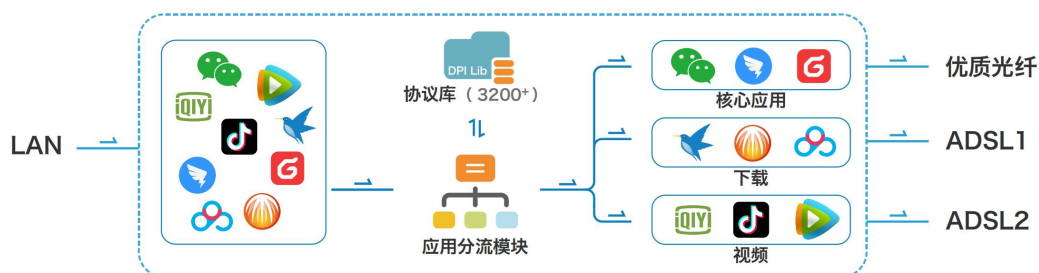 LAN
iQIYI
DPI Lib
协议库（3200+）
应用分流模块
核心应用
下载
iQIYI
视频
优质光纤
ADSL1
ADSL2